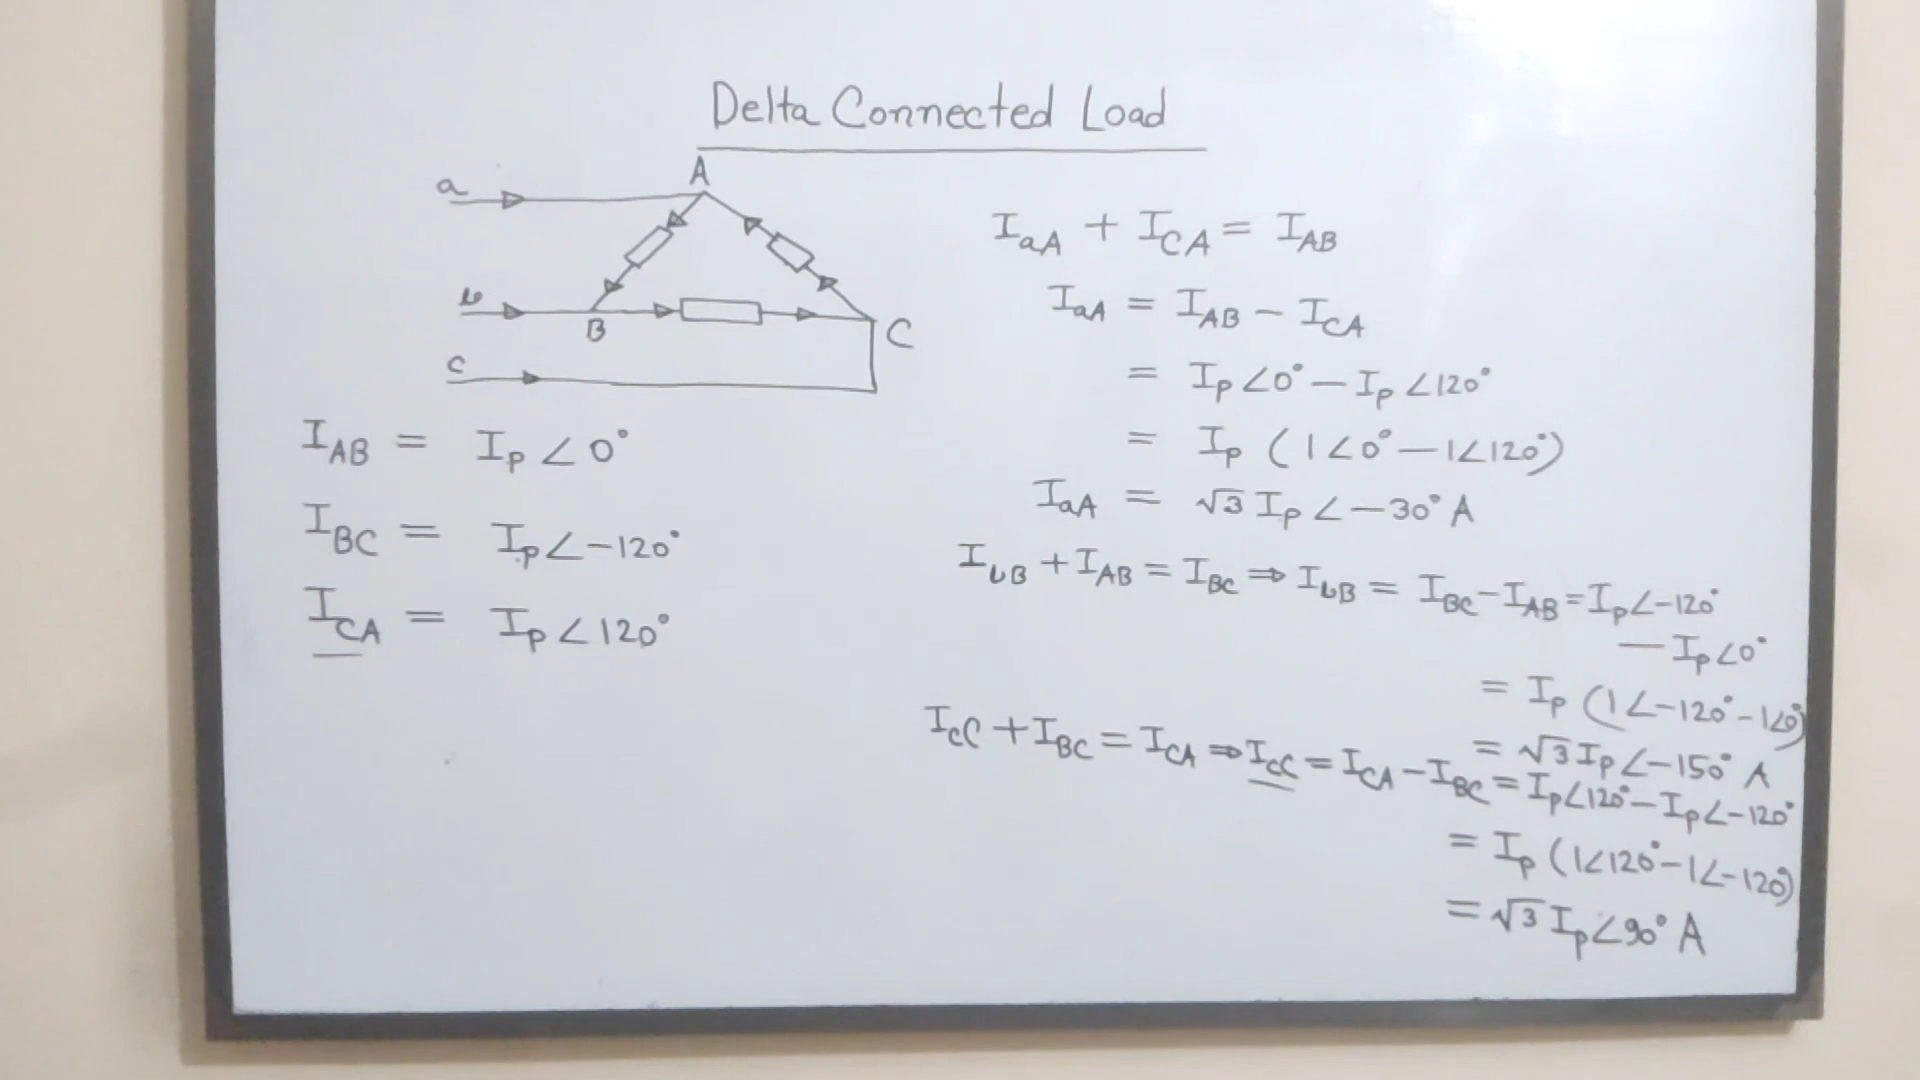 Delta Connected Load
A
a
b
B
C
c
I_AB = I_p ∠0°
I_BC = I_p∠-120°
I_CA = I_p ∠120°
I_aA + I_CA = I_AB
I_aA = I_AB - I_CA
= I_p ∠0° - I_p ∠120°
= I_p (1∠0° - 1∠120°)
I_aA = √3 I_p ∠-30° A
I_bB + I_AB = I_BC ⇒ I_bB = I_BC - I_AB = I_p∠-120°
- I_p∠0°
= I_p (1∠-120° - 1∠0°)
= √3 I_p∠-150° A
I_cC + I_BC = I_CA ⇒ I_cC = I_CA - I_BC = I_p∠120° - I_p∠-120°
= I_p (1∠120° - 1∠-120°)
= √3 I_p∠90° A